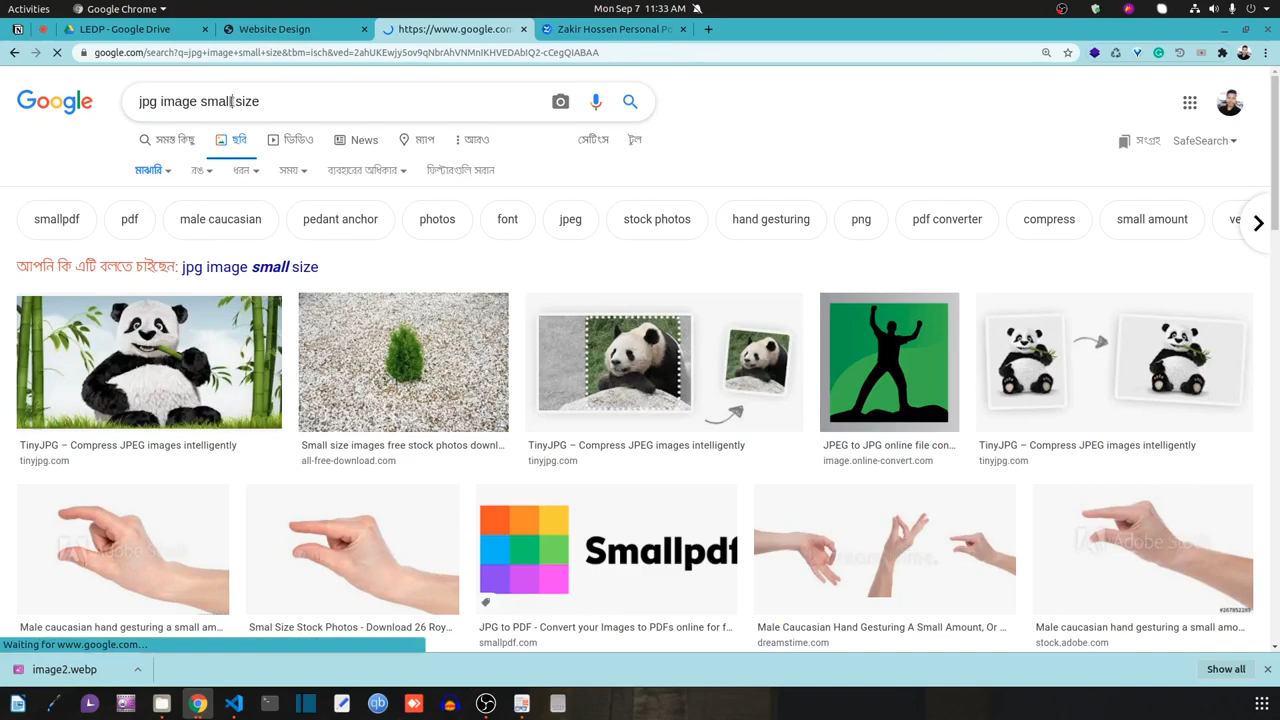 Activities
Google Chrome
Mon Sep 7 11:33 AM
LEDP - Google Drive
Website Design
https://www.google.com
Zakir Hossen Personal Po
google.com/search?q=jpg+image+small+size&tbm=isch&ved=2ahUKEwjySov9qNbrAhVNMnIKHVEDAbIQ2-cCegQIABAA
Google
jpg image small size
সমস্ত কিছু
ছবি
ভিডিও
News
ম্যাপ
আরও
সেটিংস
টুল
সংগ্রহ
SafeSearch
মাঝারি
রঙ
ধরন
সময়
ব্যবহারের অধিকার
ফিল্টারগুলি সরান
smallpdf
pdf
male caucasian
pedant anchor
photos
font
jpeg
stock photos
hand gesturing
png
pdf converter
compress
small amount
ve
আপনি কি এটি বলতে চাইছেন: jpg image small size
TinyJPG – Compress JPEG images intelligently
tinyjpg.com
Small size images free stock photos downl...
all-free-download.com
TinyJPG – Compress JPEG images intelligently
tinyjpg.com
JPEG to JPG online file con...
image.online-convert.com
TinyJPG – Compress JPEG images intelligently
tinyjpg.com
Adobe Stock
Smallpdf
dreamstime.
Adobe Stock
Male caucasian hand gesturing a small am...
Smal Size Stock Photos - Download 26 Roy...
JPG to PDF - Convert your Images to PDFs online for f...
smallpdf.com
Male Caucasian Hand Gesturing A Small Amount, Or ...
dreamstime.com
Male caucasian hand gesturing a small amo...
stock.adobe.com
Waiting for www.google.com...
image2.webp
Show all